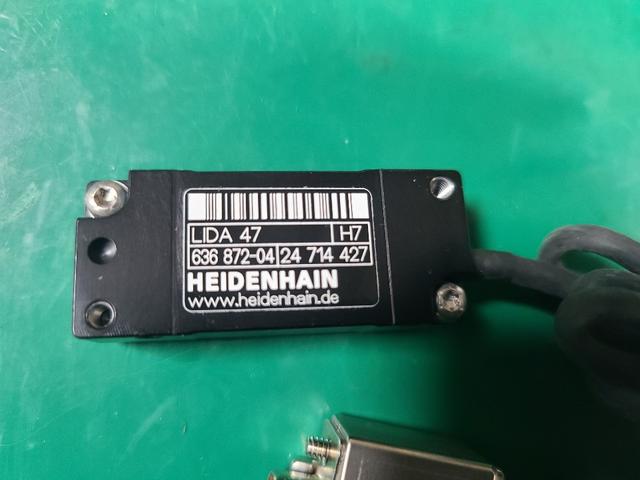 LIDA 47 H7
636 872-04 24 714 427
HEIDENHAIN
www.heidenhain.de